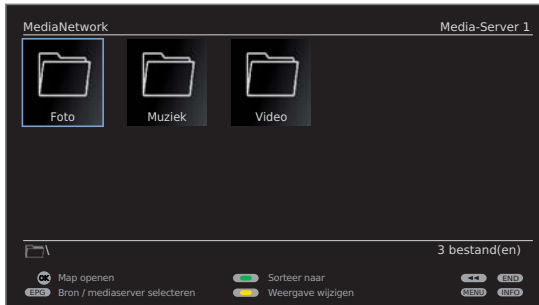 MediaNetwork Media-Server 1
Foto Muziek Video
\ 3 bestand(en)
OK Map openen Sorteer naar ◄◄ END
EPG Bron / mediaserver selecteren Weergave wijzigen MENU INFO